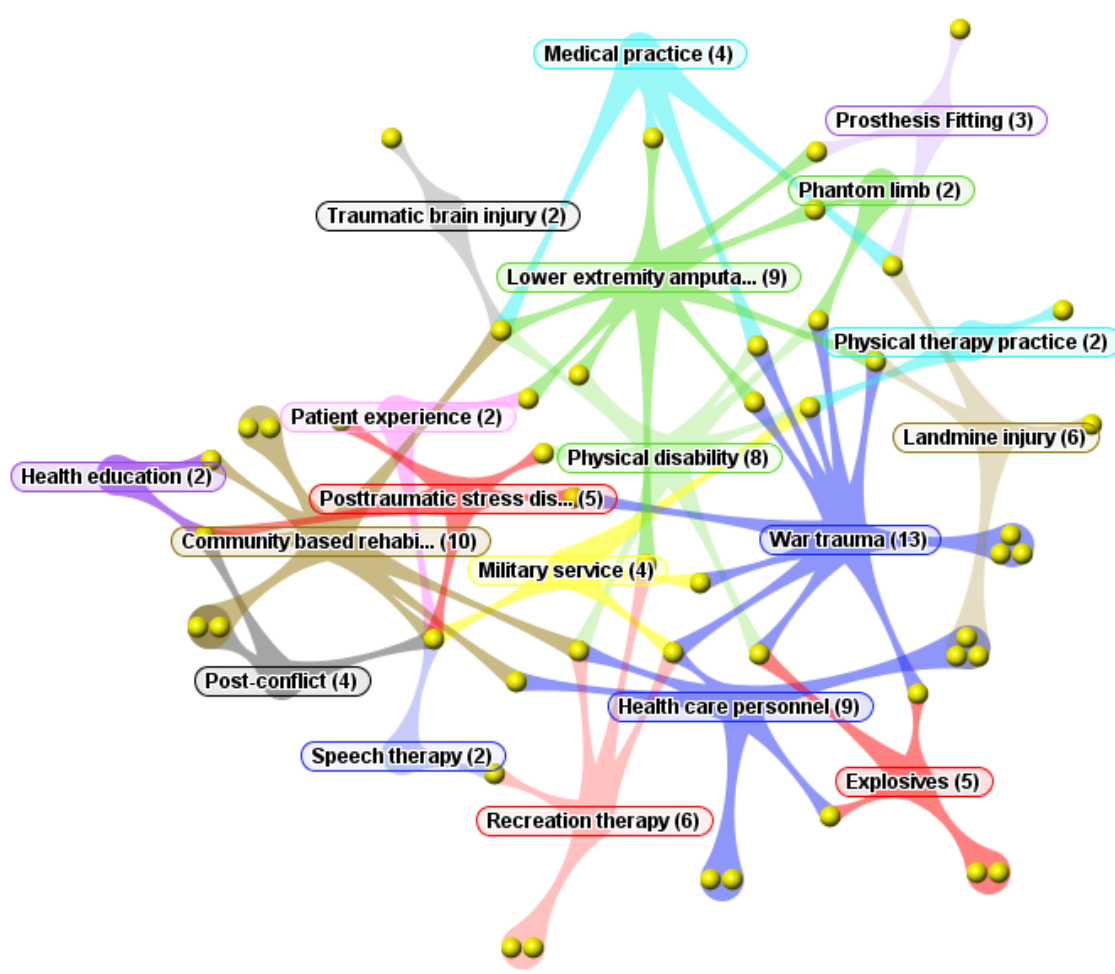 Medical practice (4)
Prosthesis Fitting (3)
Phantom limb (2)
Traumatic brain injury (2)
Lower extremity amputa... (9)
Physical therapy practice (2)
Patient experience (2)
Landmine injury (6)
Physical disability (8)
Health education (2)
Posttraumatic stress dis... (5)
Community based rehabi... (10)
War trauma (13)
Military service (4)
Post-conflict (4)
Health care personnel (9)
Speech therapy (2)
Explosives (5)
Recreation therapy (6)